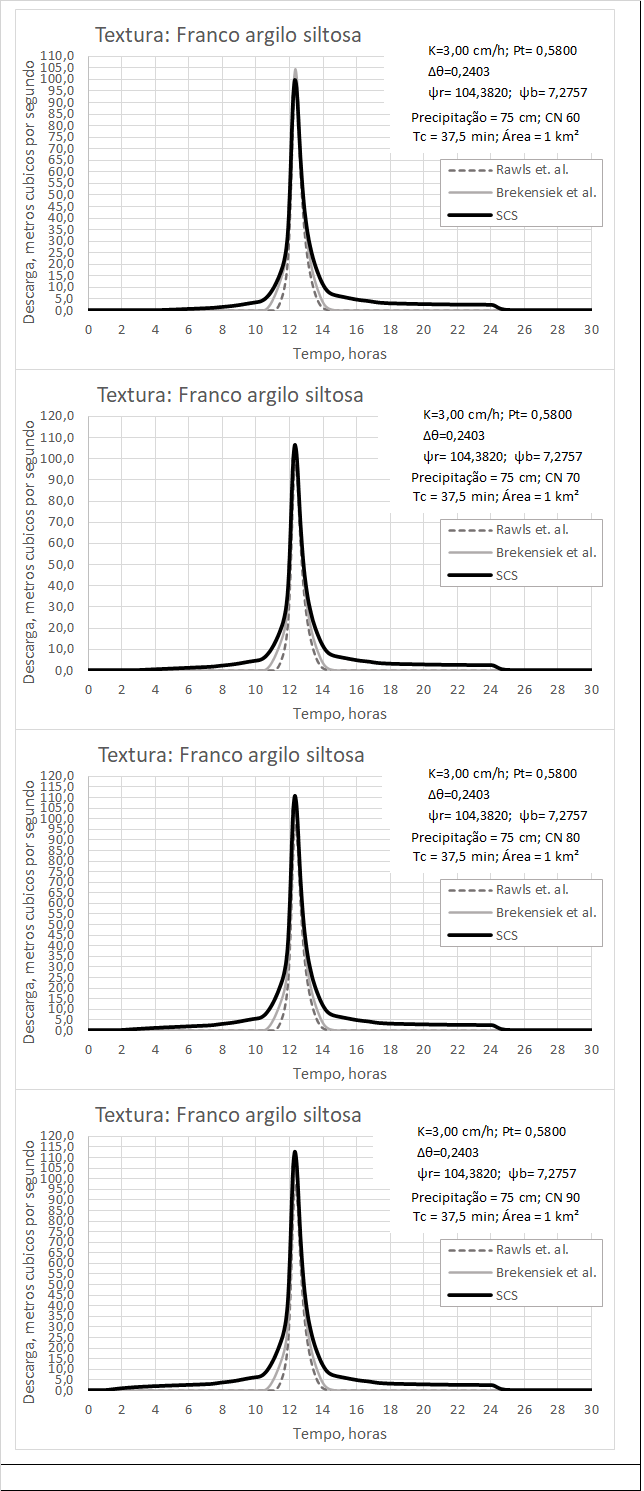 Textura: Franco argilo siltosa
K=3,00 cm/h; Pt= 0,5800
Δθ=0,2403
ψr= 104,3820; ψb= 7,2757
Precipitação = 75 cm; CN 60
Tc = 37,5 min; Área = 1 km²
Rawls et. al.
Brekensiek et al.
SCS
Descarga, metros cubicos por segundo
110,0
105,0
100,0
95,0
90,0
85,0
80,0
75,0
70,0
65,0
60,0
55,0
50,0
45,0
40,0
35,0
30,0
25,0
20,0
15,0
10,0
5,0
0,0
0 2 4 6 8 10 12 14 16 18 20 22 24 26 28 30
Tempo, horas
Textura: Franco argilo siltosa
K=3,00 cm/h; Pt= 0,5800
Δθ=0,2403
ψr= 104,3820; ψb= 7,2757
Precipitação = 75 cm; CN 70
Tc = 37,5 min; Área = 1 km²
Rawls et. al.
Brekensiek et al.
SCS
Descarga, metros cubicos por segundo
120,0
110,0
100,0
90,0
80,0
70,0
60,0
50,0
40,0
30,0
20,0
10,0
0,0
0 2 4 6 8 10 12 14 16 18 20 22 24 26 28 30
Tempo, horas
Textura: Franco argilo siltosa
K=3,00 cm/h; Pt= 0,5800
Δθ=0,2403
ψr= 104,3820; ψb= 7,2757
Precipitação = 75 cm; CN 80
Tc = 37,5 min; Área = 1 km²
Rawls et. al.
Brekensiek et al.
SCS
Descarga, metros cubicos por segundo
120,0
115,0
110,0
105,0
100,0
95,0
90,0
85,0
80,0
75,0
70,0
65,0
60,0
55,0
50,0
45,0
40,0
35,0
30,0
25,0
20,0
15,0
10,0
5,0
0,0
0 2 4 6 8 10 12 14 16 18 20 22 24 26 28 30
Tempo, horas
Textura: Franco argilo siltosa
K=3,00 cm/h; Pt= 0,5800
Δθ=0,2403
ψr= 104,3820; ψb= 7,2757
Precipitação = 75 cm; CN 90
Tc = 37,5 min; Área = 1 km²
Rawls et. al.
Brekensiek et al.
SCS
Descarga, metros cubicos por segundo
120,0
115,0
110,0
105,0
100,0
95,0
90,0
85,0
80,0
75,0
70,0
65,0
60,0
55,0
50,0
45,0
40,0
35,0
30,0
25,0
20,0
15,0
10,0
5,0
0,0
0 2 4 6 8 10 12 14 16 18 20 22 24 26 28 30
Tempo, horas